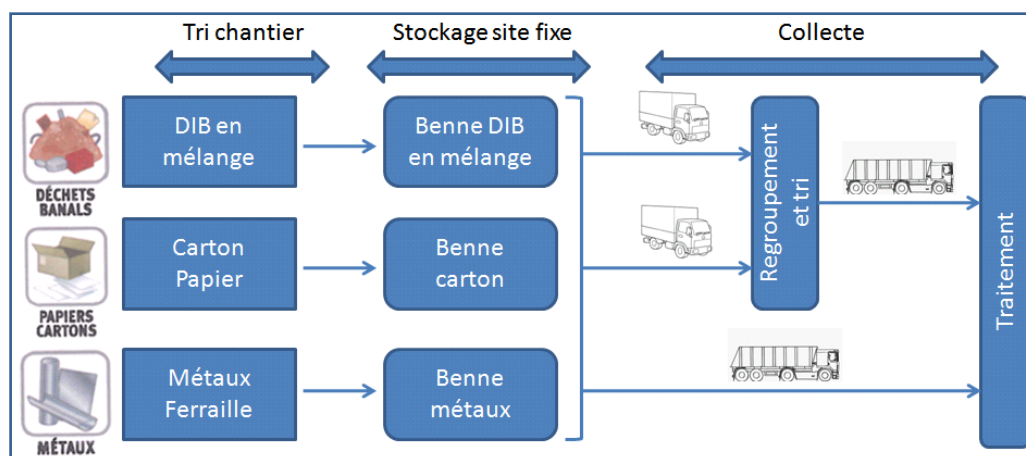 Tri chantier
Stockage site fixe
Collecte
DÉCHETS
BANALS
DIB en
mélange
Benne DIB
en mélange
Regroupement
et tri
Traitement
PAPIERS
CARTONS
Carton
Papier
Benne
carton
MÉTAUX
Métaux
Ferraille
Benne
métaux